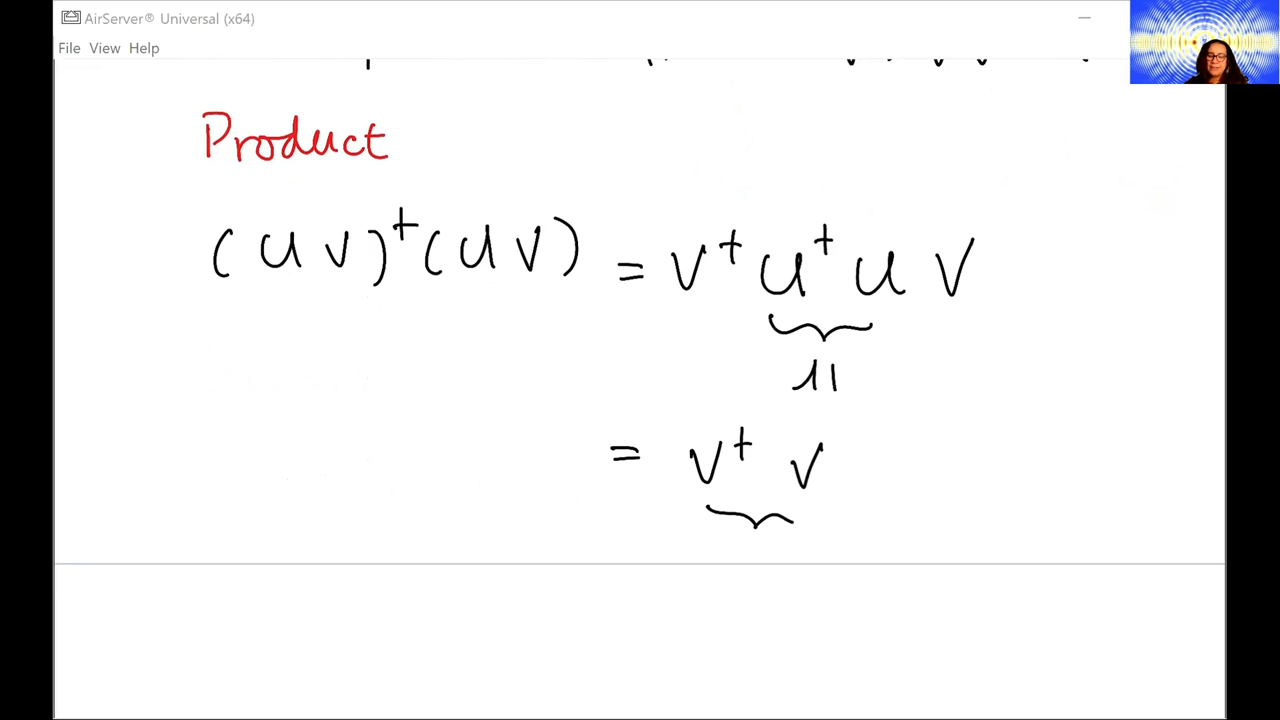 AirServer® Universal (x64)
File View Help
Product
(UV)†(UV) = V†U†UV
𝟙
= V†V